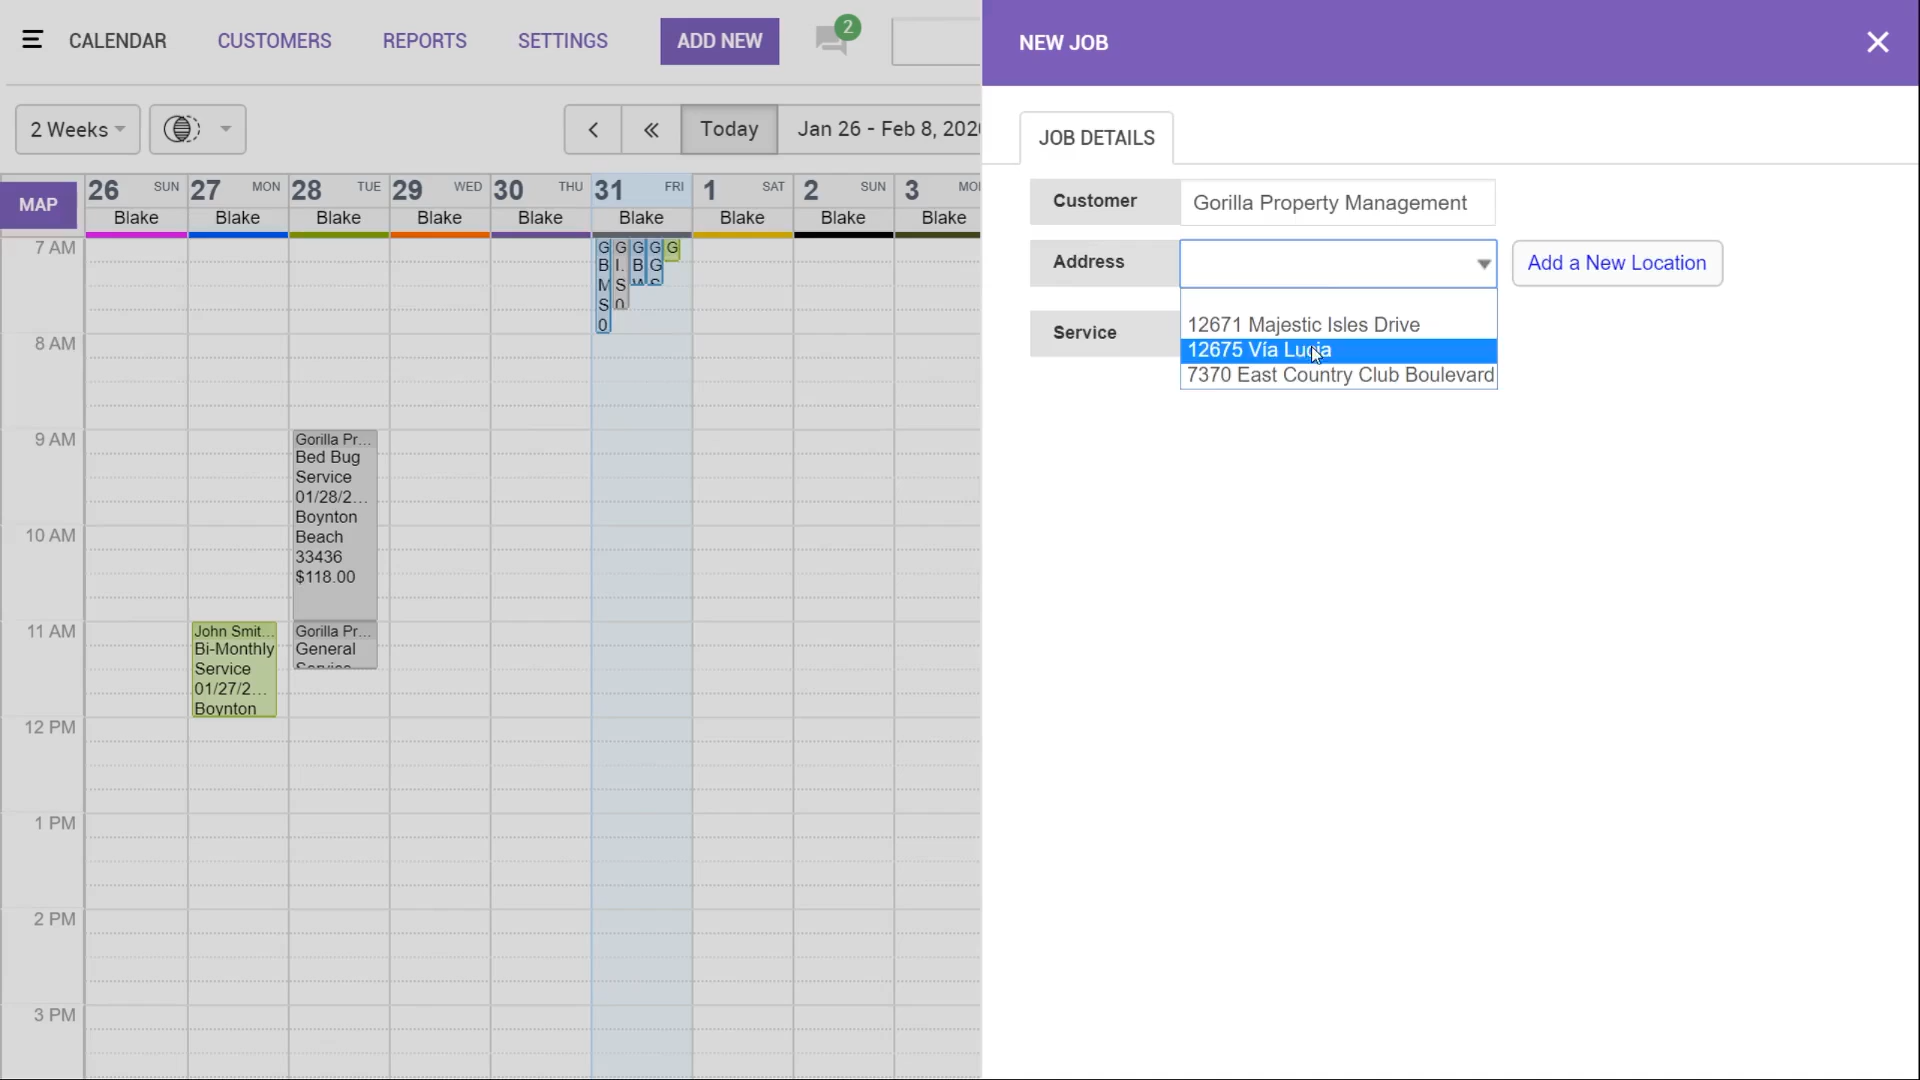 CALENDAR CUSTOMERS REPORTS SETTINGS ADD NEW 2
2 Weeks Today Jan 26 - Feb 8, 202
MAP 26 SUN 27 MON 28 TUE 29 WED 30 THU 31 FRI 1 SAT 2 SUN 3
Blake Blake Blake Blake Blake Blake Blake Blake Blake
7 AM
G G G G G
B I. B G
M S
S 0
0
8 AM
9 AM
Gorilla Pr...
Bed Bug
Service
01/28/2...
Boynton
Beach
33436
$118.00
10 AM
11 AM
John Smit...
Bi-Monthly
Service
01/27/2...
Boynton
Gorilla Pr...
General
Service
12 PM
1 PM
2 PM
3 PM
NEW JOB
JOB DETAILS
Customer Gorilla Property Management
Address Add a New Location
12671 Majestic Isles Drive
12675 Vía Lucia
7370 East Country Club Boulevard
Service